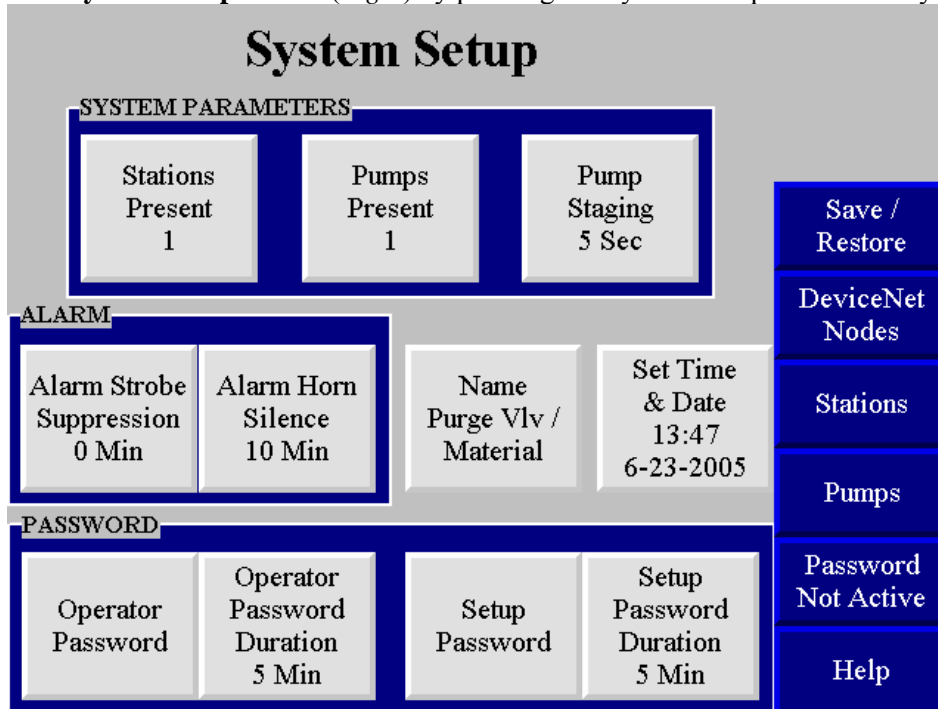 System Setup
SYSTEM PARAMETERS
Stations
Present
1
Pumps
Present
1
Pump
Staging
5 Sec
ALARM
Alarm Strobe
Suppression
0 Min
Alarm Horn
Silence
10 Min
Name
Purge Vlv /
Material
Set Time
& Date
13:47
6-23-2005
PASSWORD
Operator
Password
Operator
Password
Duration
5 Min
Setup
Password
Setup
Password
Duration
5 Min
Save /
Restore
DeviceNet
Nodes
Stations
Pumps
Password
Not Active
Help